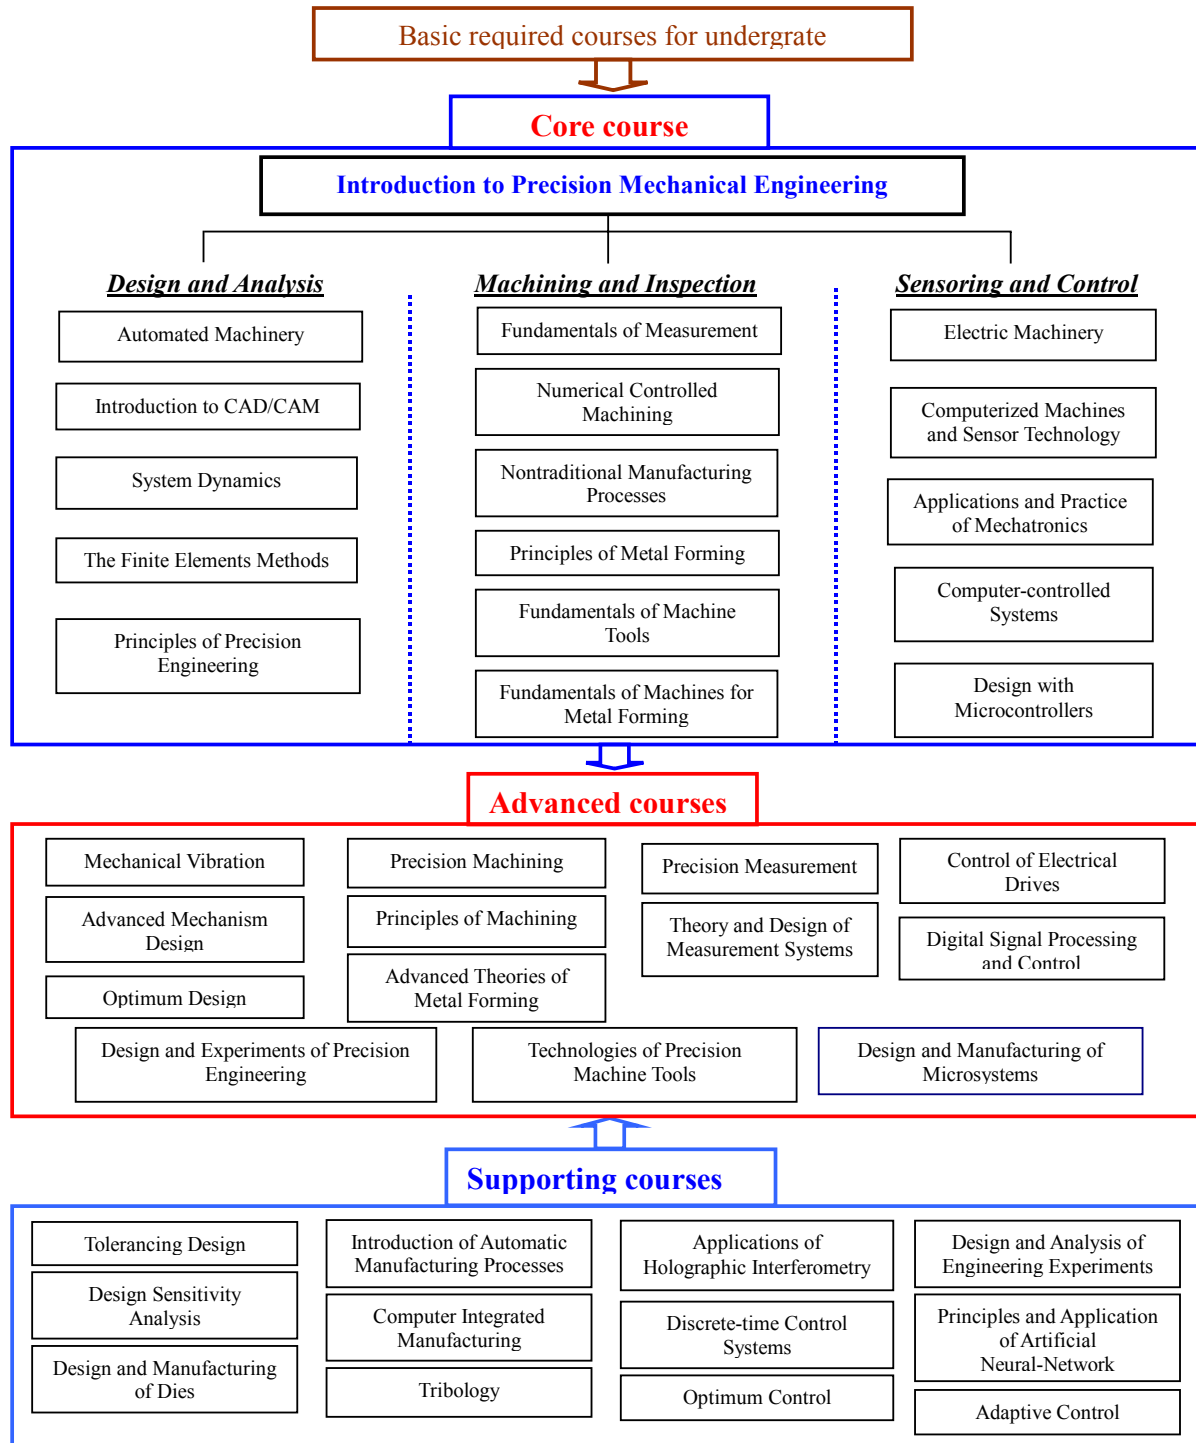 Basic required courses for undergrate
Core course
Introduction to Precision Mechanical Engineering
Design and Analysis
Automated Machinery
Introduction to CAD/CAM
System Dynamics
The Finite Elements Methods
Principles of Precision
Engineering
Machining and Inspection
Fundamentals of Measurement
Numerical Controlled
Machining
Nontraditional Manufacturing
Processes
Principles of Metal Forming
Fundamentals of Machine
Tools
Fundamentals of Machines for
Metal Forming
Sensoring and Control
Electric Machinery
Computerized Machines
and Sensor Technology
Applications and Practice
of Mechatronics
Computer-controlled
Systems
Design with
Microcontrollers
Advanced courses
Mechanical Vibration
Advanced Mechanism
Design
Optimum Design
Precision Machining
Principles of Machining
Advanced Theories of
Metal Forming
Precision Measurement
Theory and Design of
Measurement Systems
Control of Electrical
Drives
Digital Signal Processing
and Control
Design and Experiments of Precision
Engineering
Technologies of Precision
Machine Tools
Design and Manufacturing of
Microsystems
Supporting courses
Tolerancing Design
Design Sensitivity
Analysis
Design and Manufacturing
of Dies
Introduction of Automatic
Manufacturing Processes
Computer Integrated
Manufacturing
Tribology
Applications of
Holographic Interferometry
Discrete-time Control
Systems
Optimum Control
Design and Analysis of
Engineering Experiments
Principles and Application
of Artificial
Neural-Network
Adaptive Control